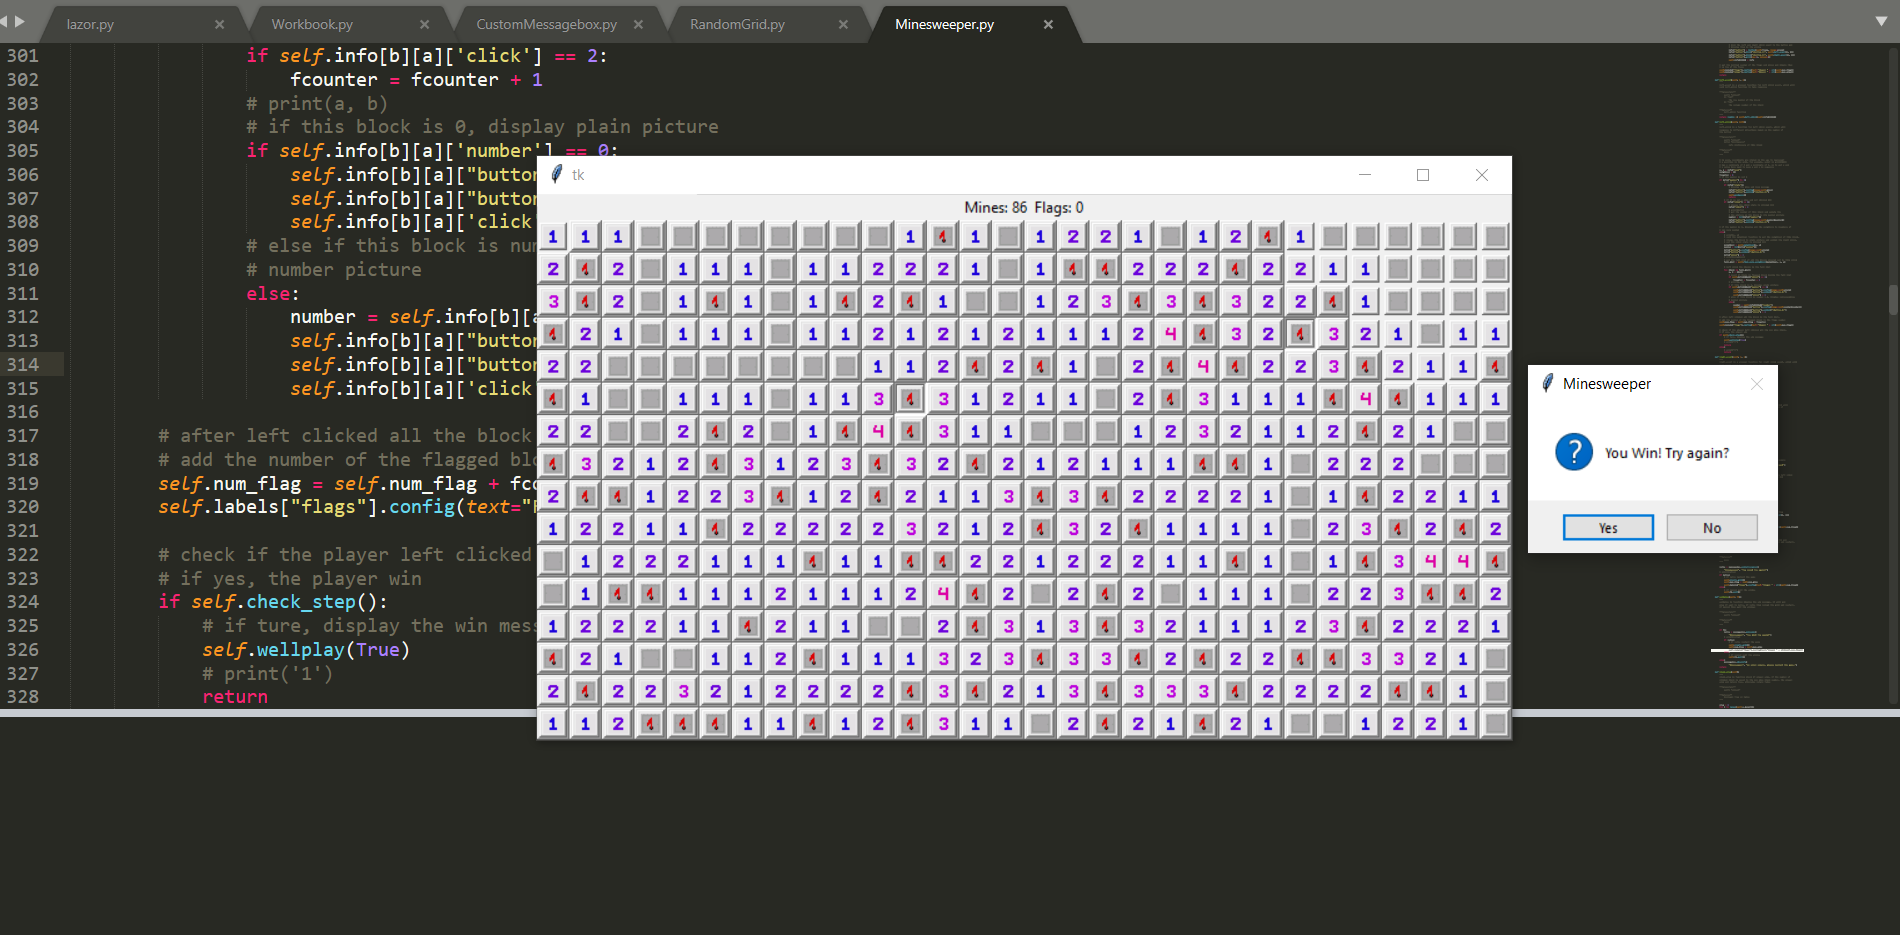 lazor.py × Workbook.py × CustomMessagebox.py × RandomGrid.py × Minesweeper.py ×
301 if self.info[b][a]['click'] == 2:
302 fcounter = fcounter + 1
303 # print(a, b)
304 # if this block is 0, display plain picture
305 if self.info[b][a]['number'] == 0:
306 self.info[b][a]["button
307 self.info[b][a]["button
308 self.info[b][a]['click
309 # else if this block is num
310 # number picture
311 else:
312 number = self.info[b][a
313 self.info[b][a]["button
314 self.info[b][a]["button
315 self.info[b][a]['click
316
317 # after left clicked all the block
318 # add the number of the flagged blo
319 self.num_flag = self.num_flag + fco
320 self.labels["flags"].config(text="F
321
322 # check if the player left clicked
323 # if yes, the player win
324 if self.check_step():
325 # if ture, display the win mess
326 self.wellplay(True)
327 # print('1')
328 return
tk
Mines: 86 Flags: 0
1 1 1 1 1 1 2 2 1 1 2 1
2 2 1 1 1 1 1 2 2 2 1 1 2 2 2 2 2 1 1
3 2 1 1 1 2 1 1 2 3 3 3 2 2 1
2 1 1 1 1 1 1 2 1 2 1 2 1 1 1 2 4 3 2 3 2 1 1 1
2 2 1 1 2 2 1 2 4 2 2 3 2 1 1
1 1 1 1 1 1 3 3 1 2 1 1 2 3 1 1 1 4 1 1 1
2 2 2 2 1 4 3 1 1 1 2 3 2 1 1 2 2 1
3 2 1 2 3 1 2 3 3 2 2 1 2 1 1 1 1 2 2 2
2 1 2 2 3 1 2 2 1 1 3 3 2 2 2 1 1 2 2 1 1
1 2 2 1 1 2 2 2 2 2 3 2 1 2 3 2 1 1 1 2 3 2 2
1 2 2 2 1 1 1 1 1 2 2 1 2 2 2 1 1 1 1 3 4 4
1 1 1 1 2 1 1 1 2 4 2 2 2 1 1 1 2 2 3 2
1 2 2 2 1 1 2 1 1 2 3 1 3 3 2 1 1 1 2 3 2 2 2 1
2 1 1 1 2 1 1 1 3 2 3 3 2 2 2 3 3 2 1
2 2 2 3 2 1 2 2 2 2 3 2 1 3 3 3 3 2 2 2 2 1
1 1 2 1 1 1 2 3 1 1 2 2 1 2 1 1 2 2 1
Minesweeper
You Win! Try again?
Yes No